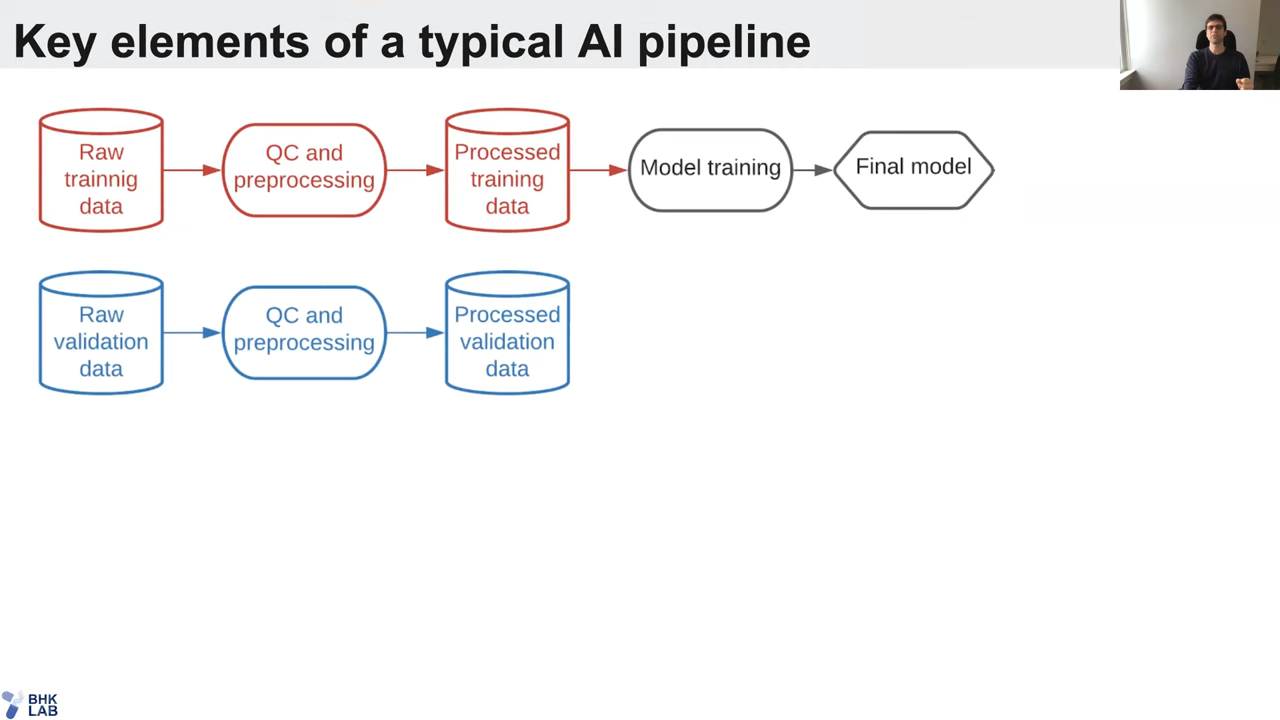 Key elements of a typical AI pipeline
Raw
trainnig
data
QC and
preprocessing
Processed
training
data
Model training
Final model
Raw
validation
data
QC and
preprocessing
Processed
validation
data
BHK
LAB